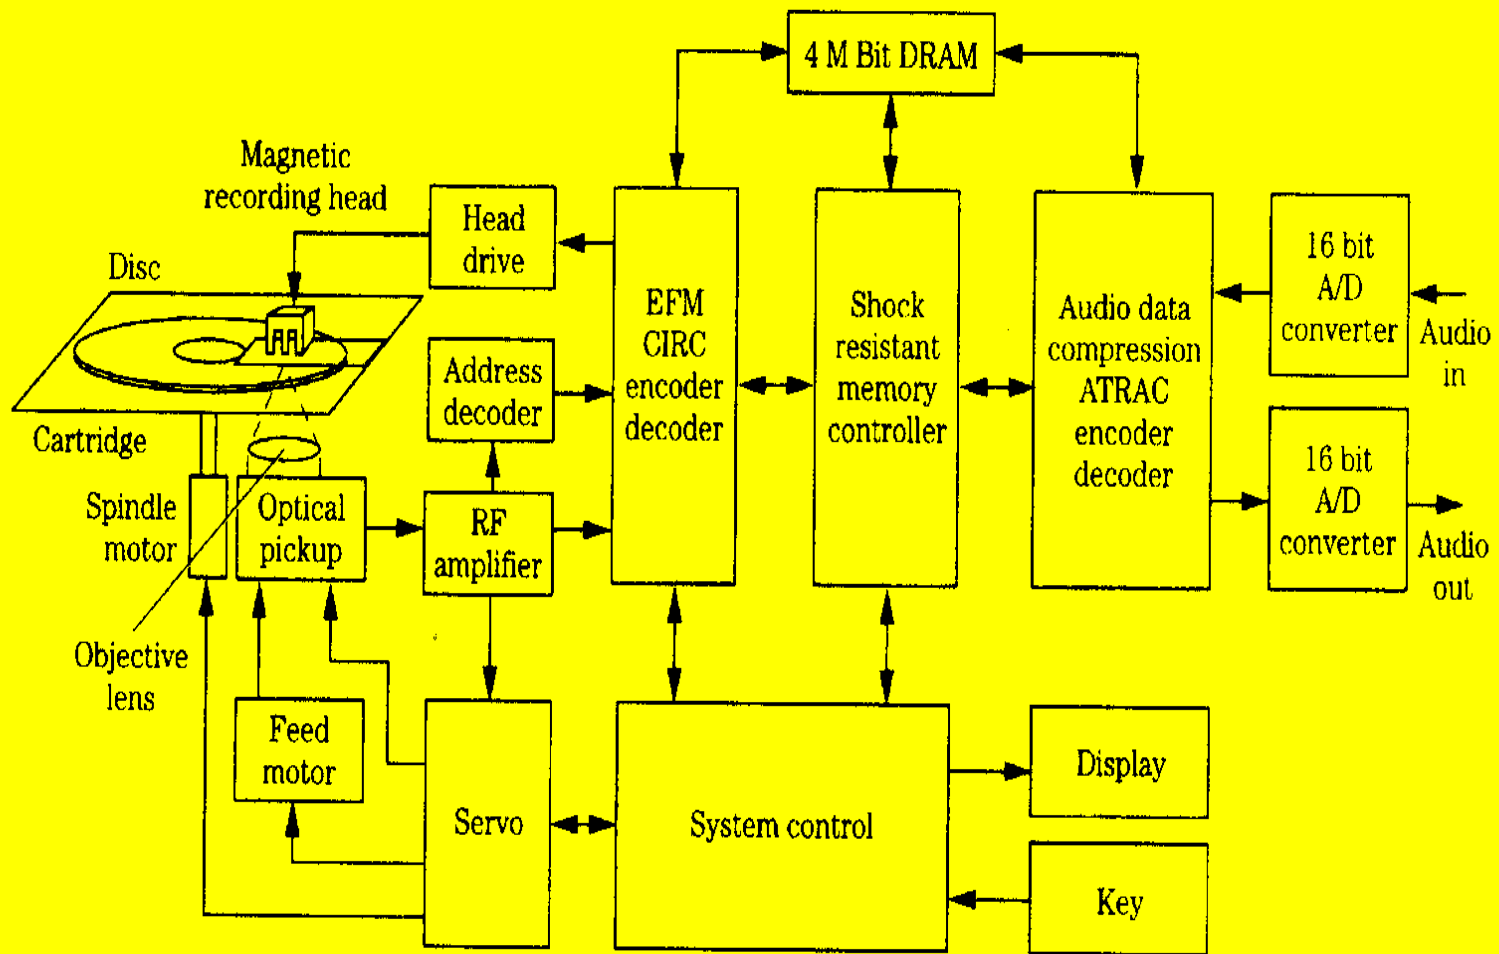 4 M Bit DRAM
Magnetic
recording head
Head
drive
Disc
EFM
CIRC
encoder
decoder
Shock
resistant
memory
controller
Audio data
compression
ATRAC
encoder
decoder
16 bit
A/D
converter
Audio
in
Address
decoder
Cartridge
Spindle
motor
Optical
pickup
RF
amplifier
16 bit
A/D
converter
Audio
out
Objective
lens
Feed
motor
Servo
System control
Display
Key